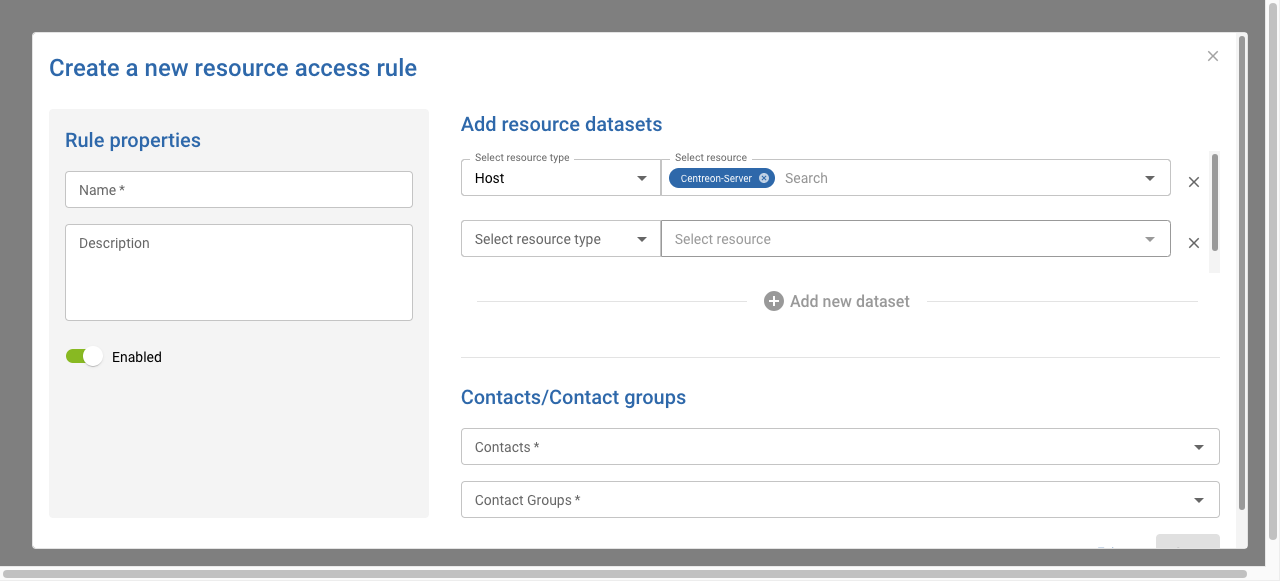 Create a new resource access rule
Rule properties
Name *
Description
Enabled
Add resource datasets
Select resource type
Host
Select resource
Centreon-Server
Search
Select resource type
Select resource
Add new dataset
Contacts/Contact groups
Contacts *
Contact Groups *